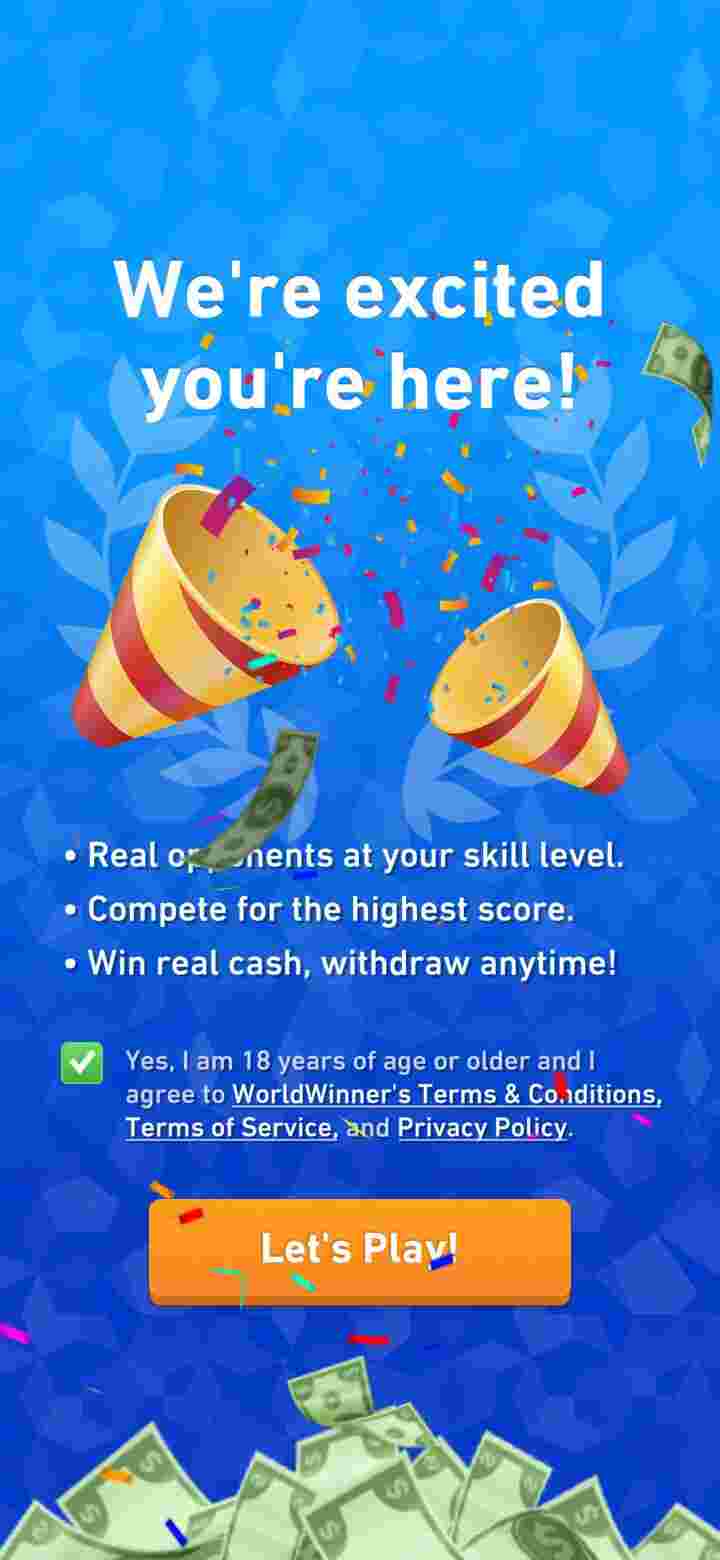 We're excited
you're here!
• Real opponents at your skill level.
• Compete for the highest score.
• Win real cash, withdraw anytime!
Yes, I am 18 years of age or older and I
agree to WorldWinner's Terms & Conditions,
Terms of Service, and Privacy Policy.
Let's Play!